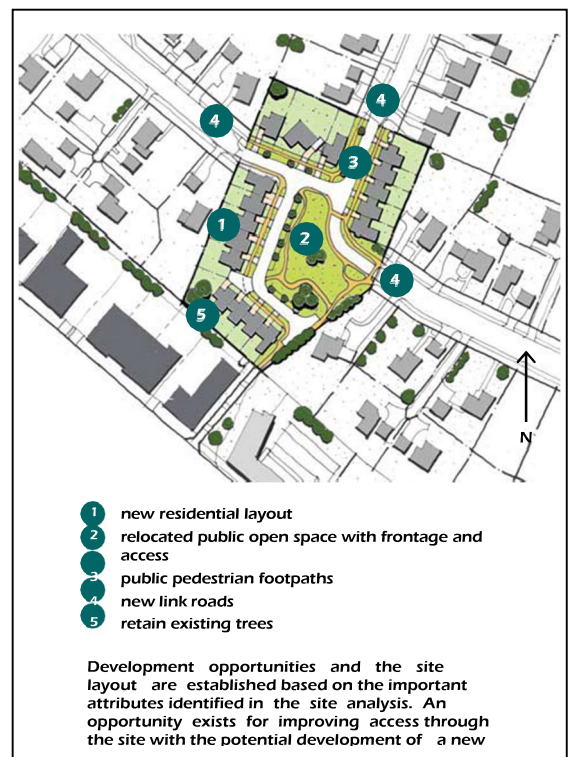 4
4
3
1
2
4
5
N
1 new residential layout
2 relocated public open space with frontage and
access
3 public pedestrian footpaths
4 new link roads
5 retain existing trees
Development opportunities and the site
layout are established based on the important
attributes identified in the site analysis. An
opportunity exists for improving access through
the site with the potential development of a new